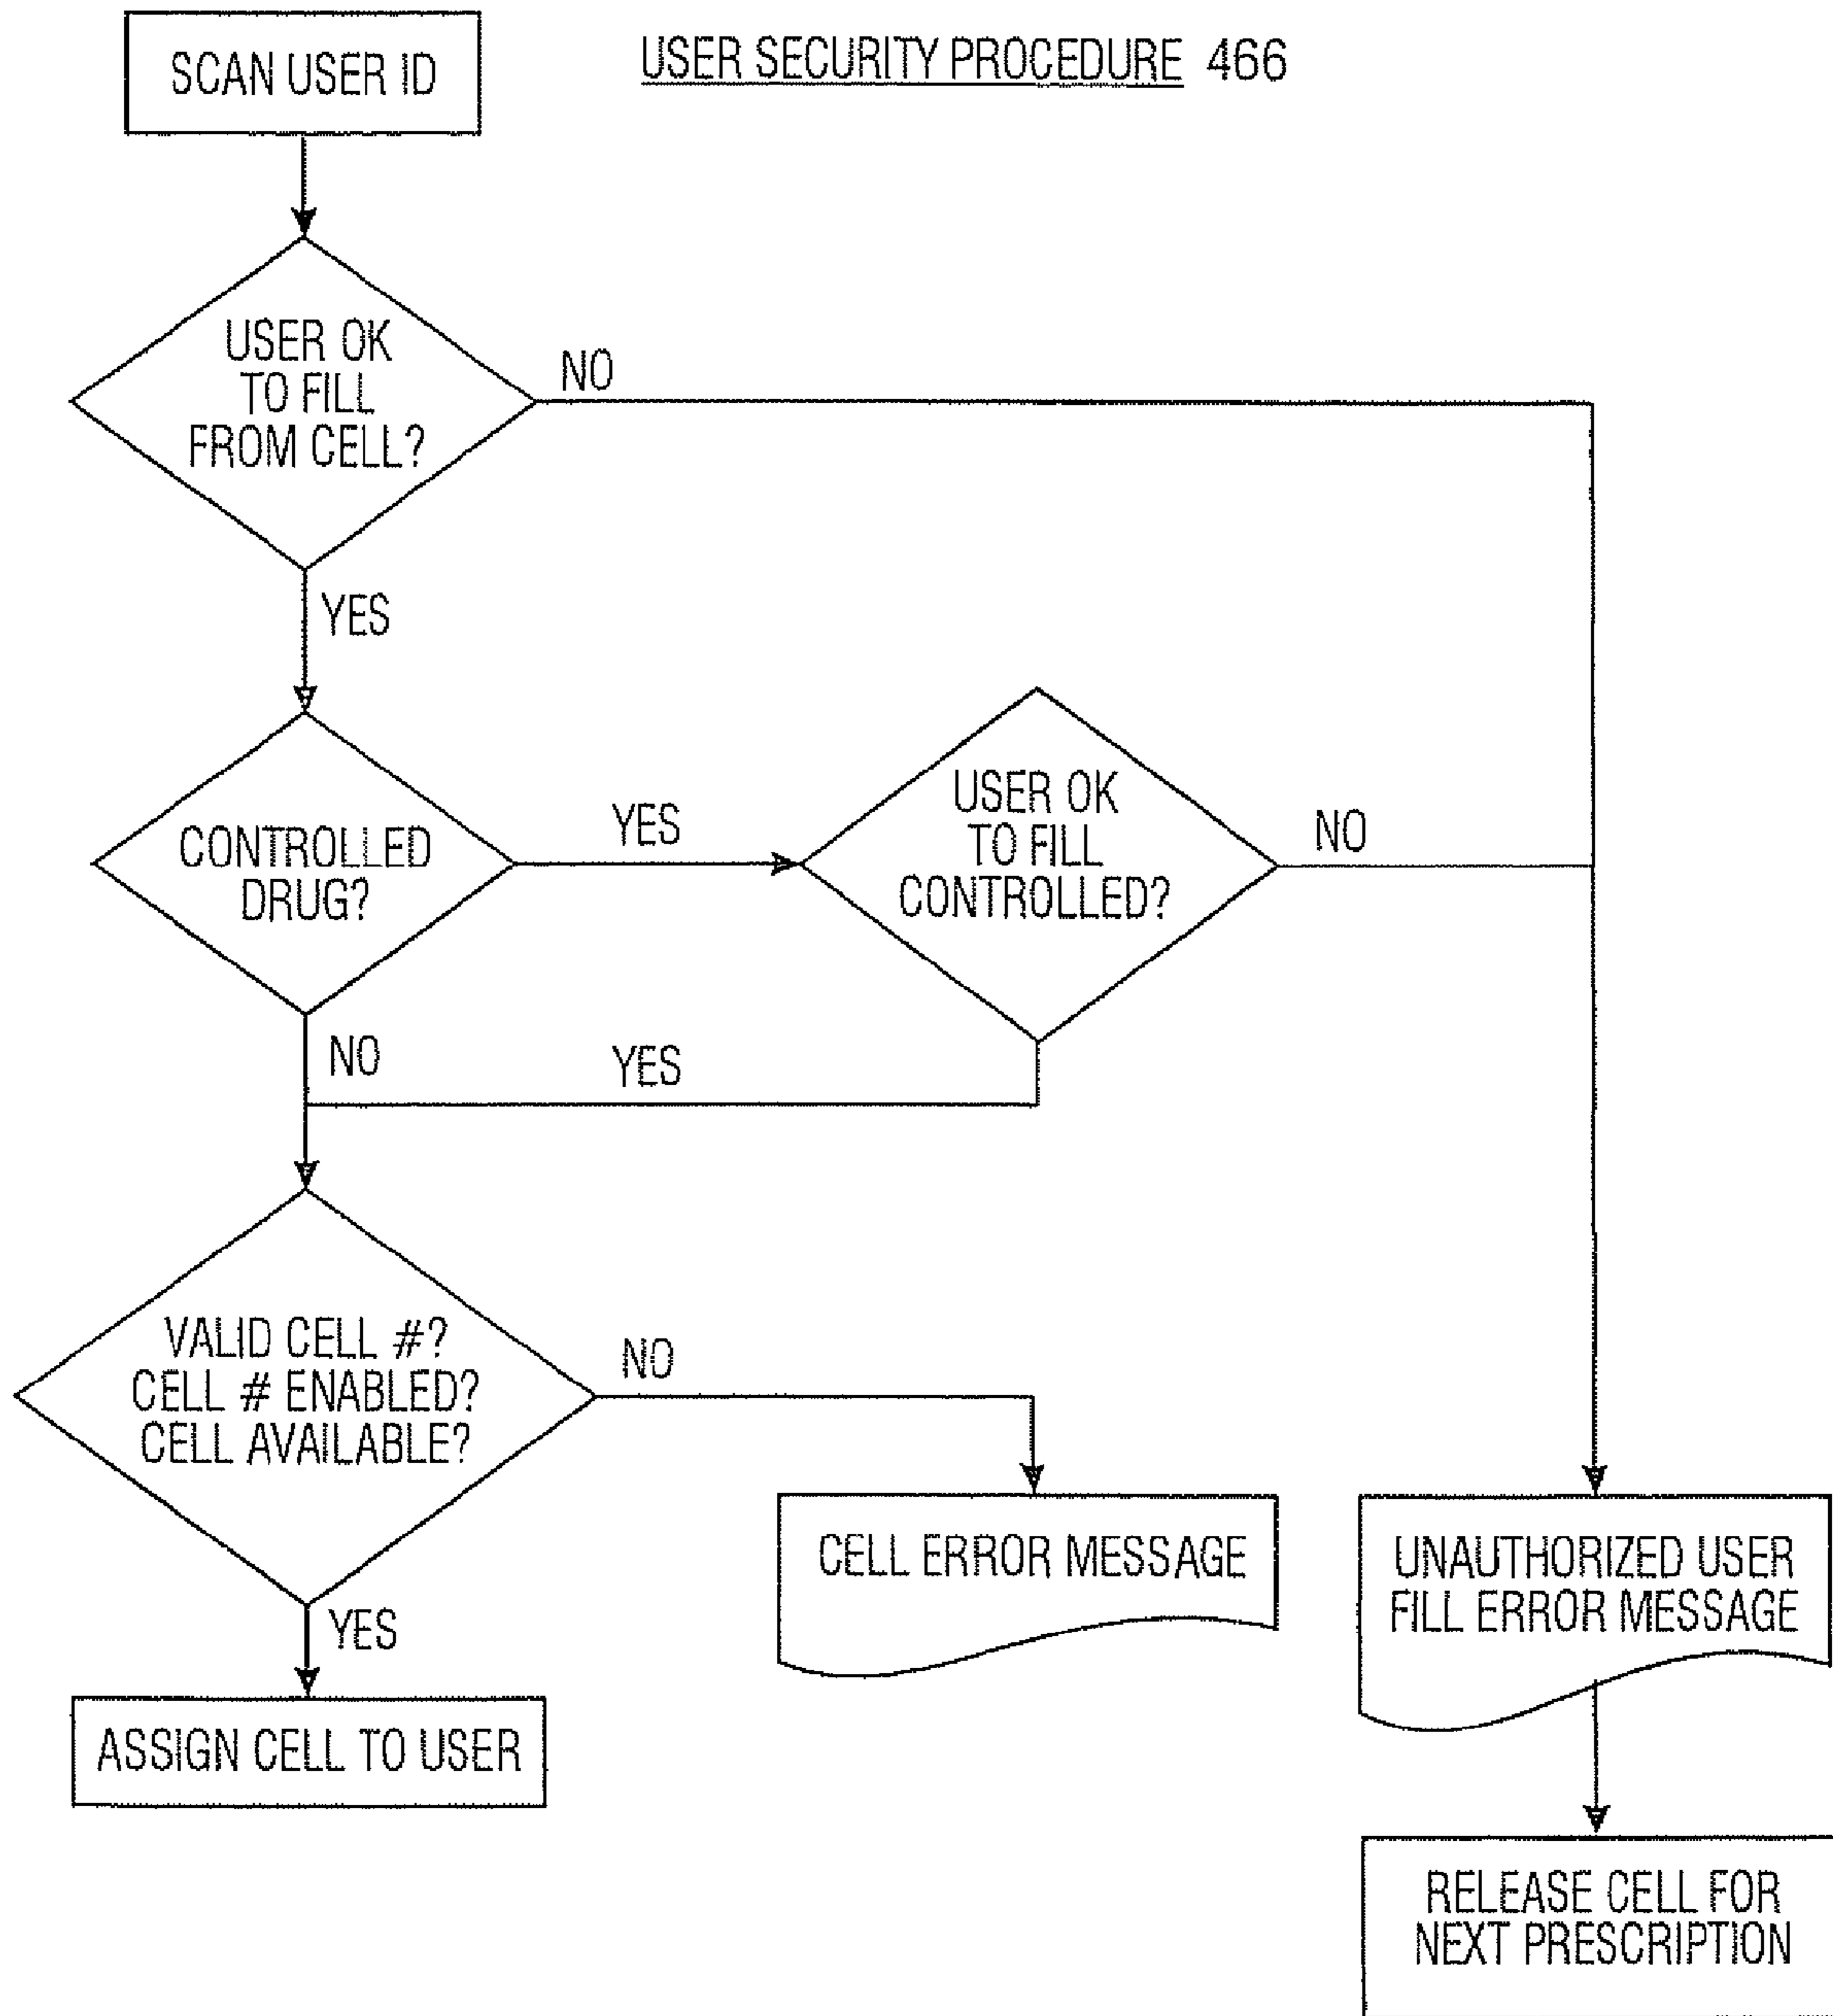 SCAN USER ID
USER SECURITY PROCEDURE 466
USER OK
TO FILL
FROM CELL?
NO
YES
CONTROLLED
DRUG?
YES
USER OK
TO FILL
CONTROLLED?
NO
NO
YES
VALID CELL #?
CELL # ENABLED?
CELL AVAILABLE?
NO
YES
CELL ERROR MESSAGE
UNAUTHORIZED USER
FILL ERROR MESSAGE
ASSIGN CELL TO USER
RELEASE CELL FOR
NEXT PRESCRIPTION